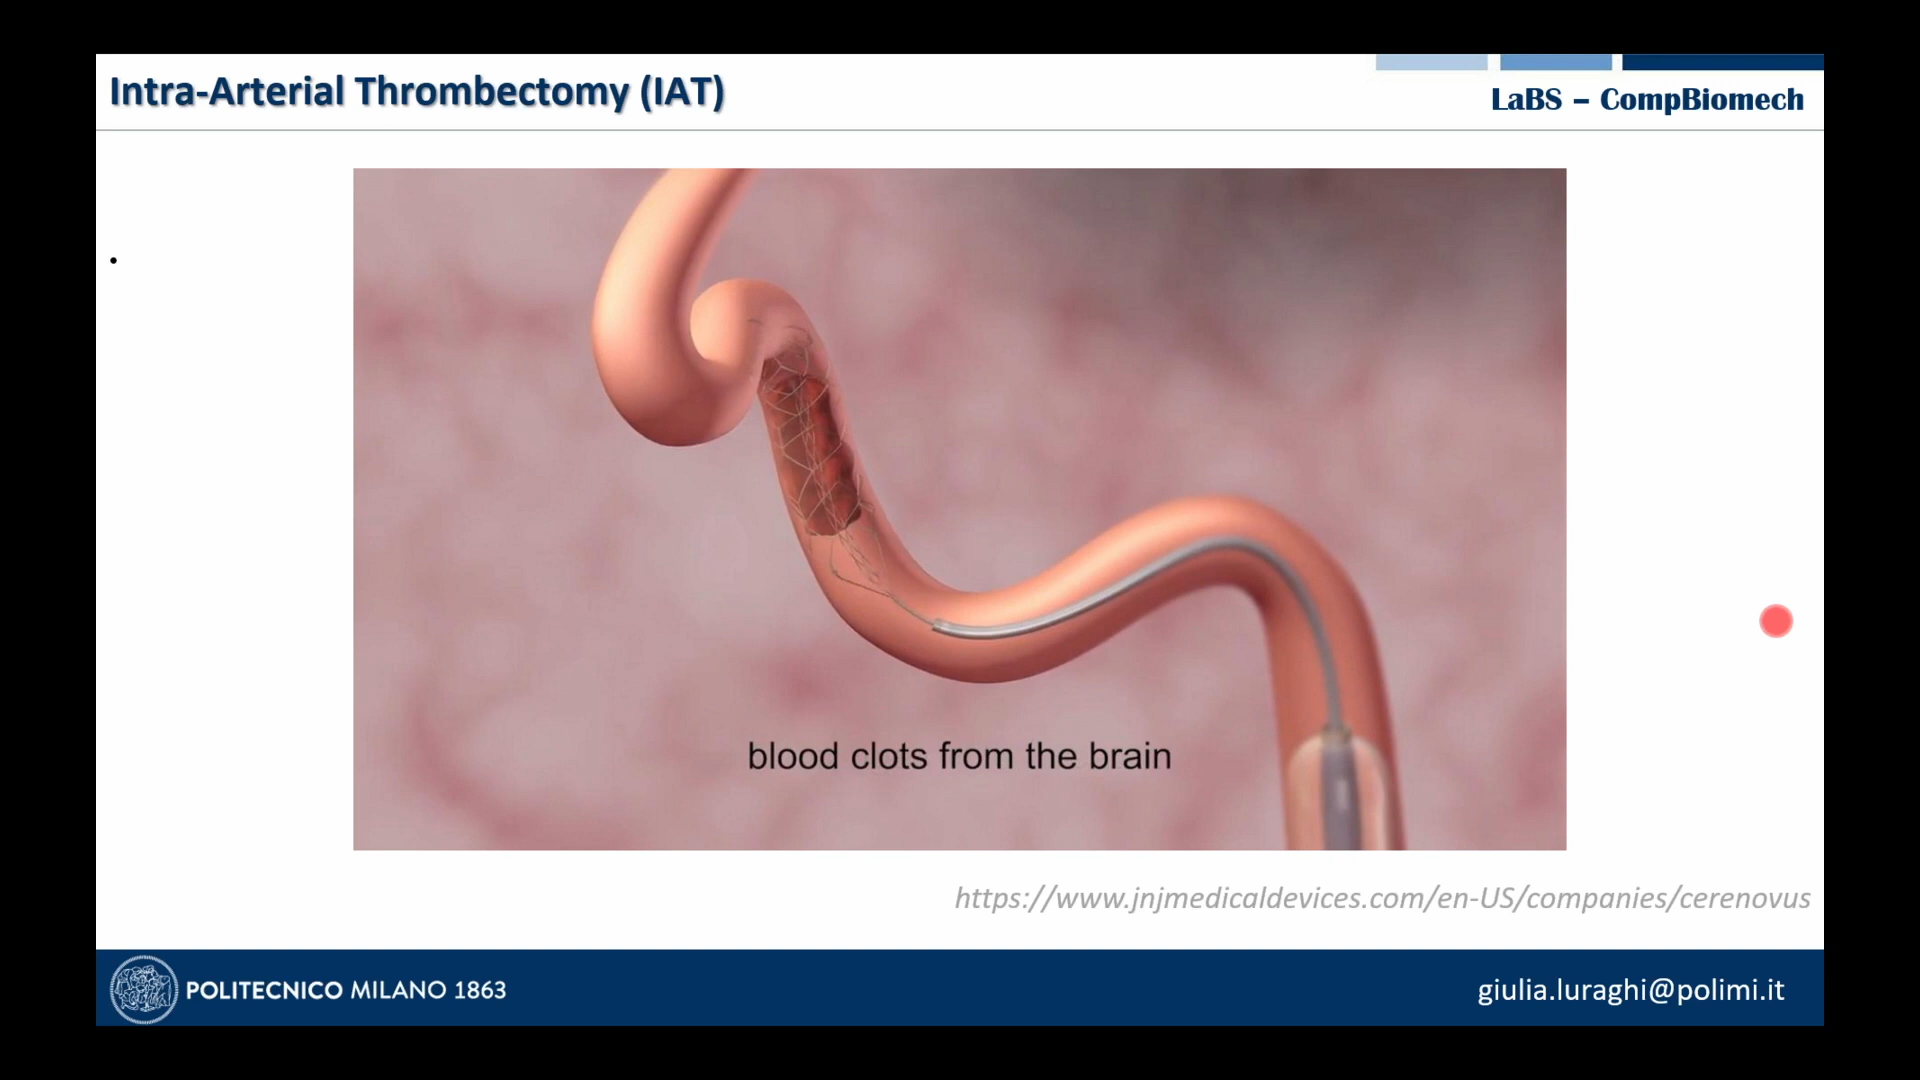 Intra-Arterial Thrombectomy (IAT)
LaBS – CompBiomech
blood clots from the brain
https://www.jnjmedicaldevices.com/en-US/companies/cerenovus
POLITECNICO MILANO 1863
giulia.luraghi@polimi.it